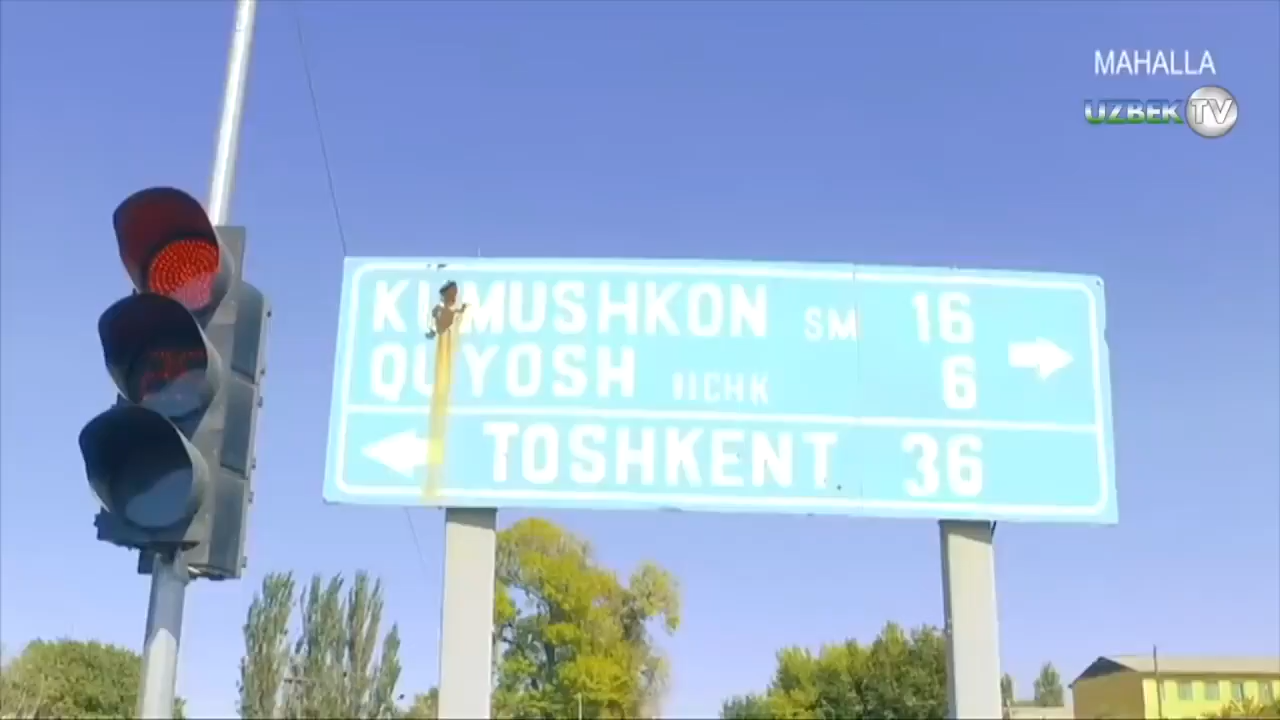 MAHALLA
UZBEK TV
KUMUSHKON SM 16
QUYOSH IICHK 6
TOSHKENT 36